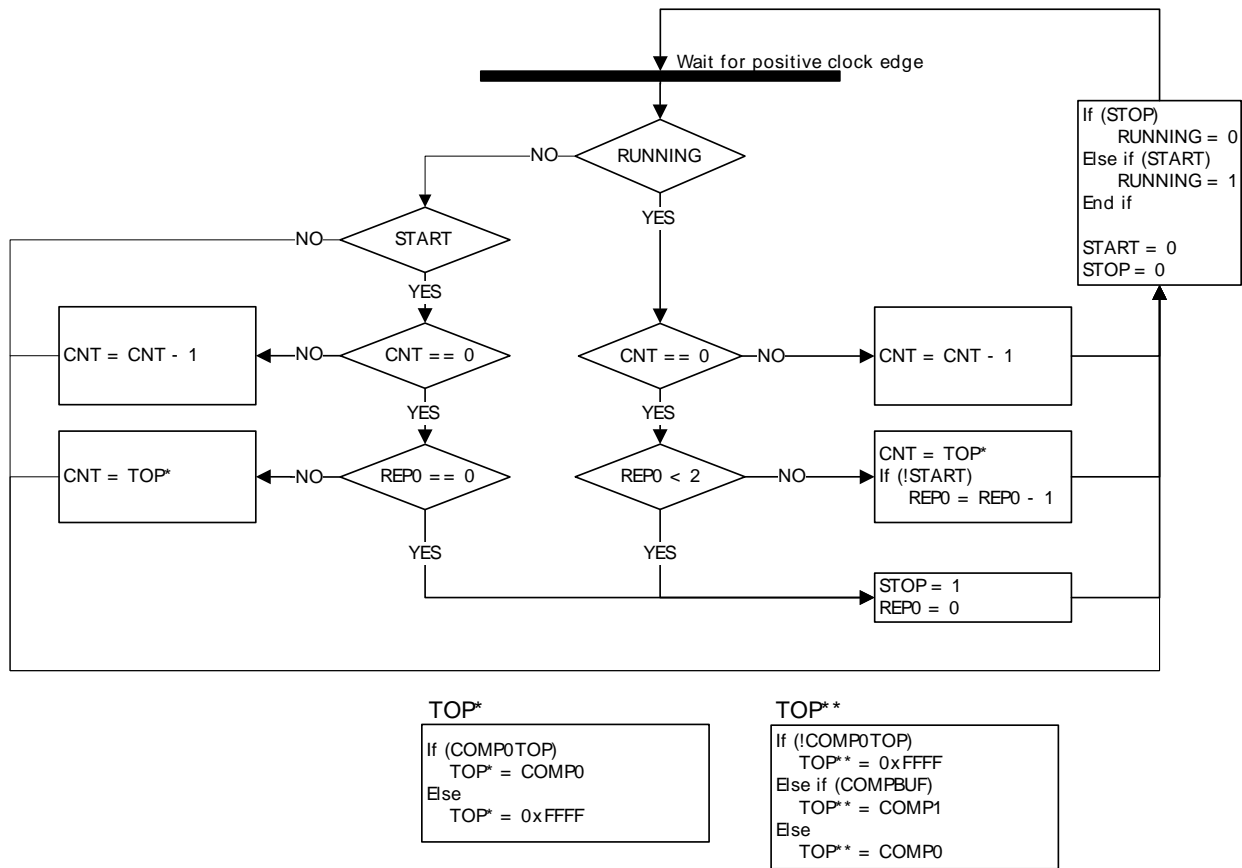 Wait for positive clock edge
If (STOP)
RUNNING = 0
Else if (START)
RUNNING = 1
End if
START = 0
STOP = 0
NO
RUNNING
YES
NO
START
YES
CNT = CNT - 1
NO
CNT == 0
CNT == 0
NO
CNT = CNT - 1
YES
YES
CNT = TOP*
NO
REP0 == 0
REP0 < 2
NO
CNT = TOP*
If (!START)
REP0 = REP0 - 1
YES
YES
STOP = 1
REP0 = 0
TOP*
If (COMP0TOP)
TOP* = COMP0
Else
TOP* = 0xFFFF
TOP**
If (!COMP0TOP)
TOP** = 0xFFFF
Else if (COMPBUF)
TOP** = COMP1
Else
TOP** = COMP0